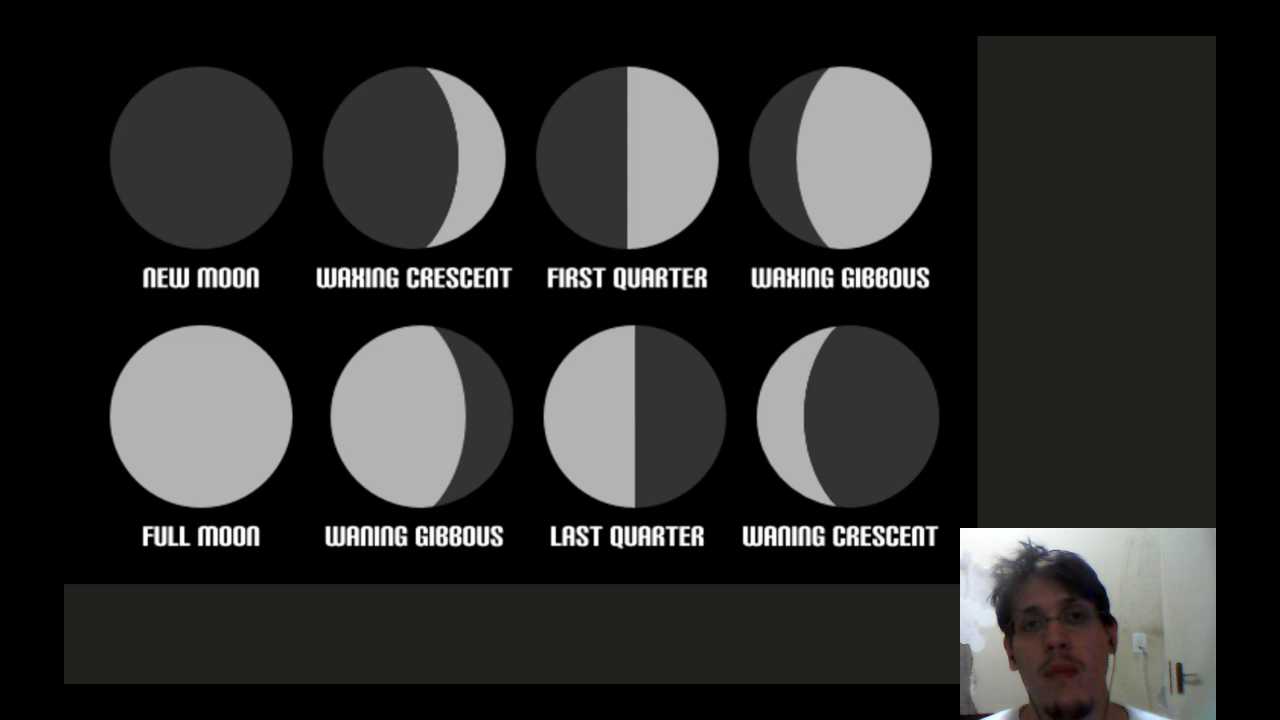 NEW MOON
WAXING CRESCENT
FIRST QUARTER
WAXING GIBBOUS
FULL MOON
WANING GIBBOUS
LAST QUARTER
WANING CRESCENT